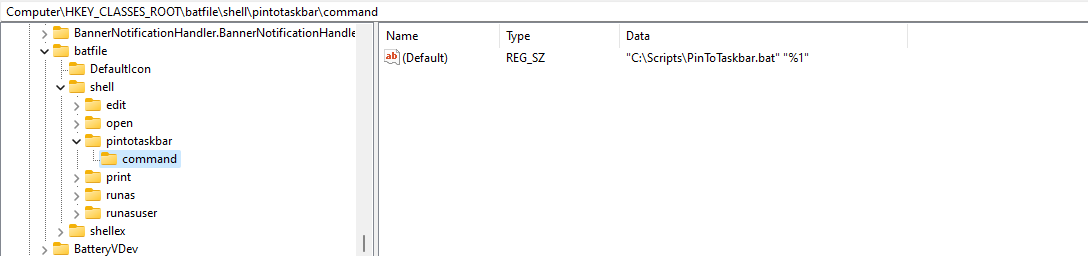 Computer\HKEY_CLASSES_ROOT\batfile\shell\pintotaskbar\command
BannerNotificationHandler.BannerNotificationHandle
batfile
DefaultIcon
shell
edit
open
pintotaskbar
command
print
runas
runasuser
shellex
BatteryVDev
Name Type Data
ab (Default) REG_SZ "C:\Scripts\PinToTaskbar.bat" "%1"